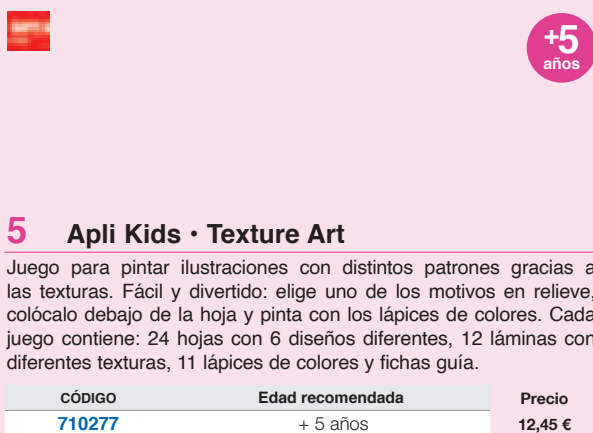 +5
años
5 Apli Kids • Texture Art
Juego para pintar ilustraciones con distintos patrones gracias a
las texturas. Fácil y divertido: elige uno de los motivos en relieve,
colócalo debajo de la hoja y pinta con los lápices de colores. Cada
juego contiene: 24 hojas con 6 diseños diferentes, 12 láminas con
diferentes texturas, 11 lápices de colores y fichas guía.
CÓDIGO Edad recomendada Precio
710277 + 5 años 12,45 €